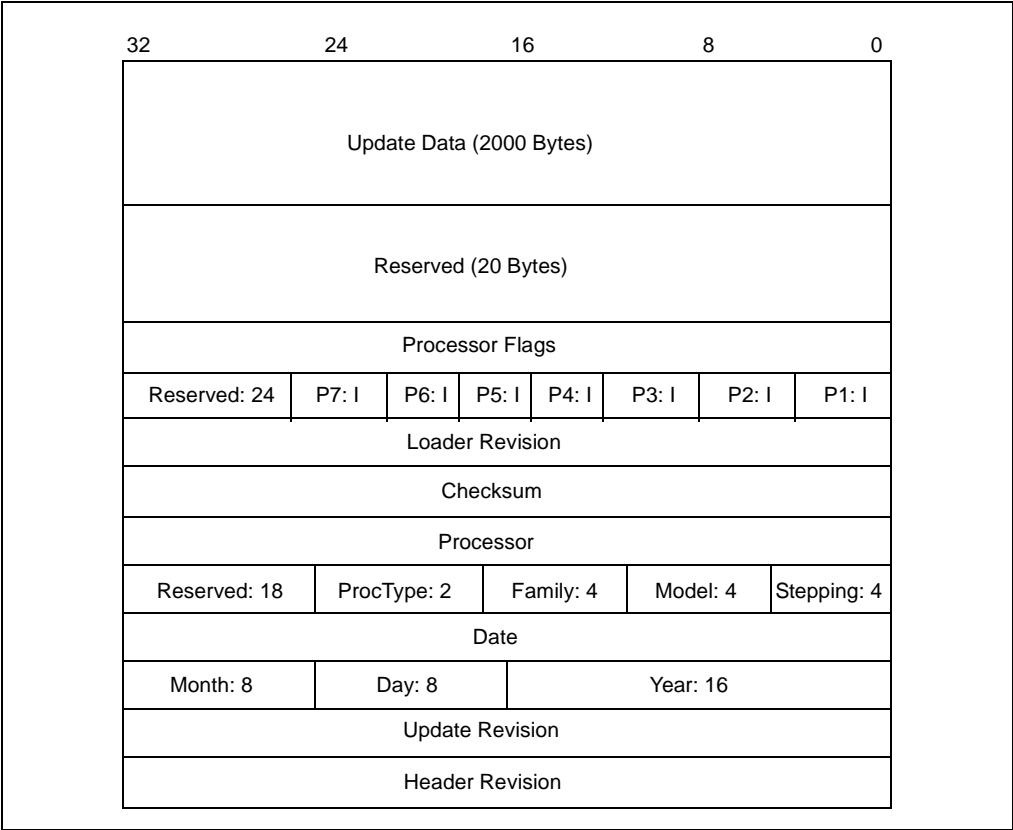 32 24 16 8 0
Update Data (2000 Bytes)
Reserved (20 Bytes)
Processor Flags
Reserved: 24 P7: I P6: I P5: I P4: I P3: I P2: I P1: I
Loader Revision
Checksum
Processor
Reserved: 18 ProcType: 2 Family: 4 Model: 4 Stepping: 4
Date
Month: 8 Day: 8 Year: 16
Update Revision
Header Revision